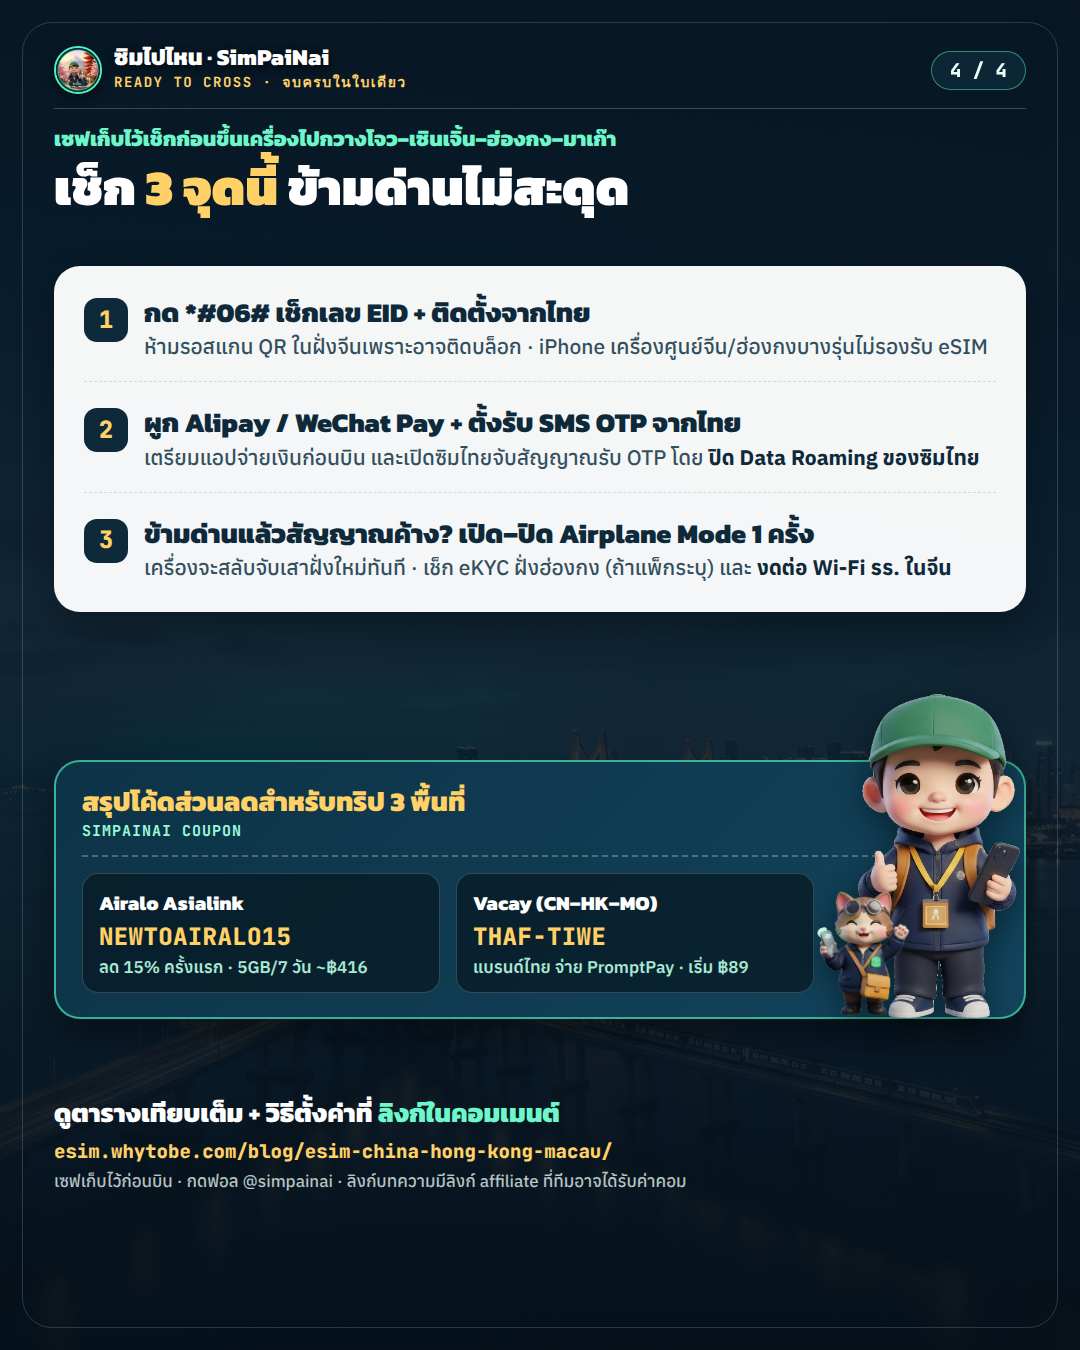 ซิมไปไหน · SimPaiNai
READY TO CROSS · จบครบในใบเดียว
4 / 4
เซฟเก็บไว้เช็กก่อนขึ้นเครื่องไปกวางโจว–เซินเจิ้น–ฮ่องกง–มาเก๊า
เช็ก 3 จุดนี้ ข้ามด่านไม่สะดุด
1
กด *#06# เช็กเลข EID + ติดตั้งจากไทย
ห้ามรอสแกน QR ในฝั่งจีนเพราะอาจติดบล็อก · iPhone เครื่องศูนย์จีน/ฮ่องกงบางรุ่นไม่รองรับ eSIM
2
ผูก Alipay / WeChat Pay + ตั้งรับ SMS OTP จากไทย
เตรียมแอปจ่ายเงินก่อนบิน และเปิดซิมไทยจับสัญญาณรับ OTP โดย ปิด Data Roaming ของซิมไทย
3
ข้ามด่านแล้วสัญญาณค้าง? เปิด–ปิด Airplane Mode 1 ครั้ง
เครื่องจะสลับจับเสาฝั่งใหม่ทันที · เช็ก eKYC ฝั่งฮ่องกง (ถ้าแพ็กระบุ) และ งดต่อ Wi-Fi รร. ในจีน
สรุปโค้ดส่วนลดสำหรับทริป 3 พื้นที่
SIMPAINAI COUPON
Airalo Asialink
NEWTOAIRALO15
ลด 15% ครั้งแรก · 5GB/7 วัน ~฿416
Vacay (CN–HK–MO)
THAF-TIWE
แบรนด์ไทย จ่าย PromptPay · เริ่ม ฿89
ดูตารางเทียบเต็ม + วิธีตั้งค่าที่ ลิงก์ในคอมเมนต์
esim.whytobe.com/blog/esim-china-hong-kong-macau/
เซฟเก็บไว้ก่อนบิน · กดฟอล @simpainai · ลิงก์บทความมีลิงก์ affiliate ที่ทีมอาจได้รับค่าคอม